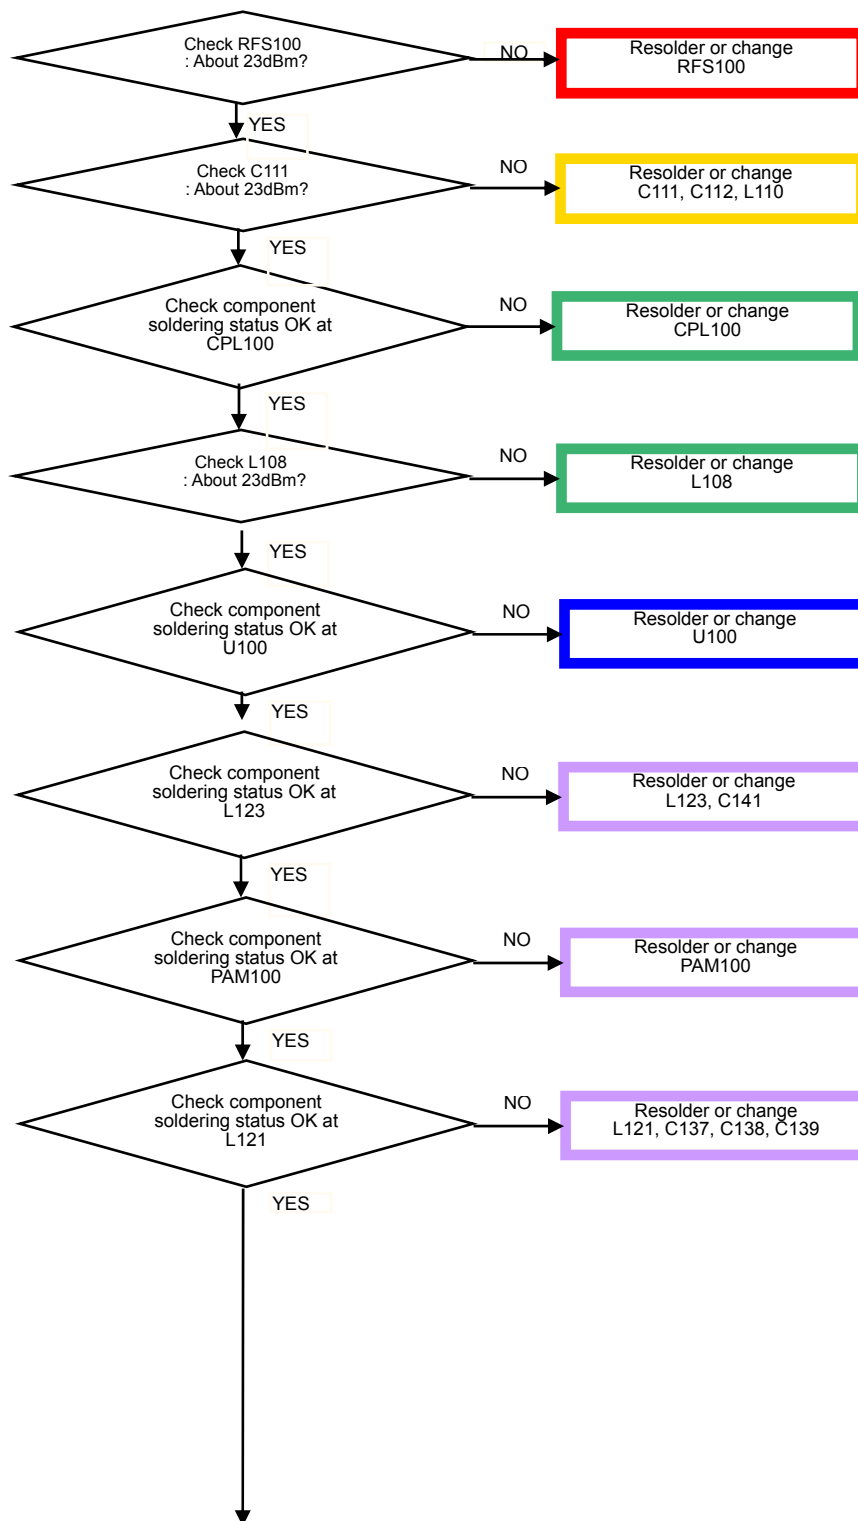 Check RFS100
: About 23dBm?
NO
Resolder or change
RFS100
YES
Check C111
: About 23dBm?
NO
Resolder or change
C111, C112, L110
YES
Check component
soldering status OK at
CPL100
NO
Resolder or change
CPL100
YES
Check L108
: About 23dBm?
NO
Resolder or change
L108
YES
Check component
soldering status OK at
U100
NO
Resolder or change
U100
YES
Check component
soldering status OK at
L123
NO
Resolder or change
L123, C141
YES
Check component
soldering status OK at
PAM100
NO
Resolder or change
PAM100
YES
Check component
soldering status OK at
L121
NO
Resolder or change
L121, C137, C138, C139
YES